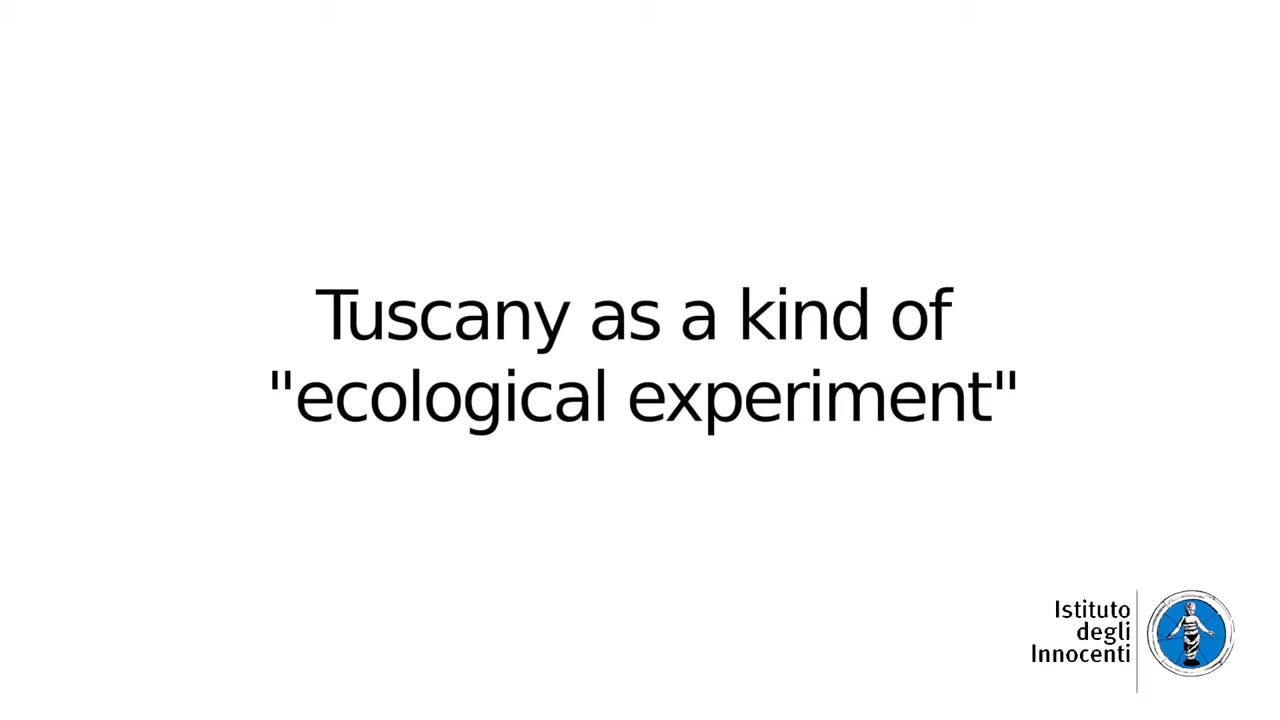 Tuscany as a kind of
"ecological experiment"
Istituto
degli
Innocenti